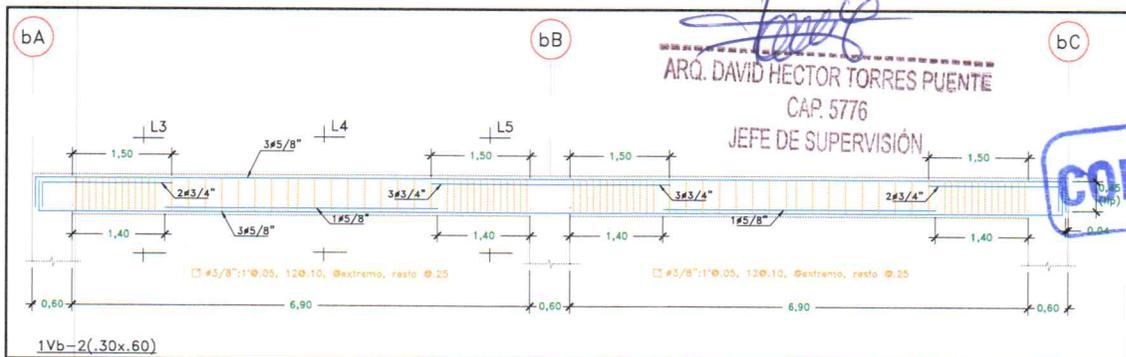 bA
bB
bC
ARQ. DAVID HECTOR TORRES PUENTE
CAP. 5776
JEFE DE SUPERVISIÓN
L3
L4
L5
1,50
3ø5/8"
1,50
1,50
1,50
2ø3/4"
3ø3/4"
3ø3/4"
2ø3/4"
3ø5/8"
1ø5/8"
1ø5/8"
1,40
1,40
1,40
1,40
0,04
ø3/8":1@.05, 12@.10, @extremo, resto @.25
ø3/8":1@.05, 12@.10, @extremo, resto @.25
0,60
6,90
0,60
6,90
0,60
1Vb-2(.30x.60)